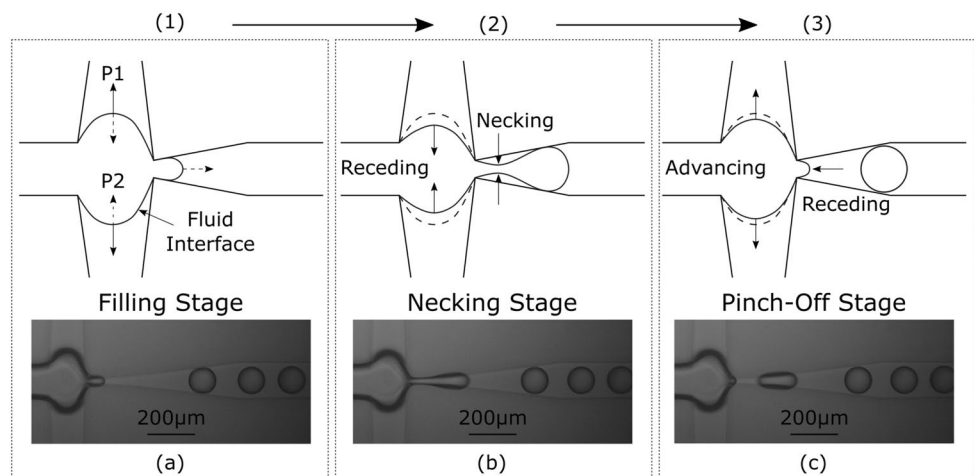 (1)
(2)
(3)
P1
P2
Fluid
Interface
Filling Stage
200μm
(a)
Necking
Receding
Necking Stage
200μm
(b)
Advancing
Receding
Pinch-Off Stage
200μm
(c)